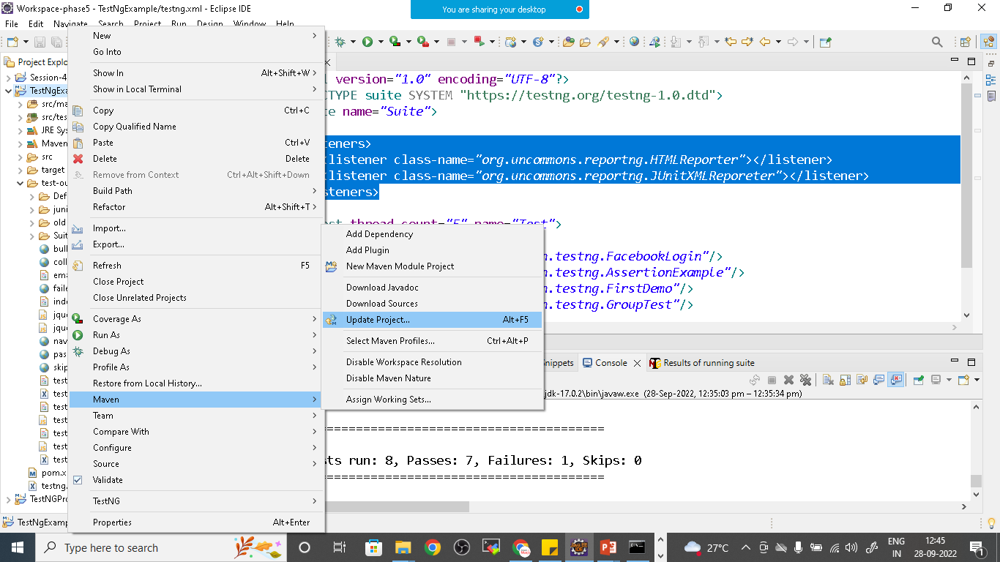 Workspace-phase5 - TestNgExample/testng.xml - Eclipse IDE
You are sharing your desktop
File Edit Navigate Search Project Run Design Window Help
Project Explo
Session-4
TestNgExa
src/ma
src/tes
JRE Sys
Maven
src
target
test-ou
Def
juni
old
Suit
bull
coll
ema
faile
inde
jque
jque
nav
pas
skip
test
test
test
test
test
test
test
pom.x
testng.
TestNGPro
New
Go Into
Show In Alt+Shift+W
Show in Local Terminal
Copy Ctrl+C
Copy Qualified Name
Paste Ctrl+V
Delete Delete
Remove from Context Ctrl+Alt+Shift+Down
Build Path
Refactor Alt+Shift+T
Import...
Export...
Refresh F5
Close Project
Close Unrelated Projects
Coverage As
Run As
Debug As
Profile As
Restore from Local History...
Maven
Team
Compare With
Configure
Source
Validate
TestNG
Properties Alt+Enter
Add Dependency
Add Plugin
New Maven Module Project
Download Javadoc
Download Sources
Update Project... Alt+F5
Select Maven Profiles... Ctrl+Alt+P
Disable Workspace Resolution
Disable Maven Nature
Assign Working Sets...
l version="1.0" encoding="UTF-8"?>
CTYPE suite SYSTEM "https://testng.org/testng-1.0.dtd">
te name="Suite">
teners>
<listener class-name="org.uncommons.reportng.HTMLReporter"></listener>
<listener class-name="org.uncommons.reportng.JUnitXMLReporeter"></listener>
steners>
st thread-count="5" name="Test">
m.testng.FacebookLogin"/>
m.testng.AssertionExample"/>
m.testng.FirstDemo"/>
m.testng.GroupTest"/>
Snippets Console Results of running suite
jdk-17.0.2\bin\javaw.exe (28-Sep-2022, 12:35:03 pm – 12:35:34 pm)
===========================================
sts run: 8, Passes: 7, Failures: 1, Skips: 0
===========================================
TestNgExamp
Type here to search
27°C
ENG
IN
12:45
28-09-2022
1